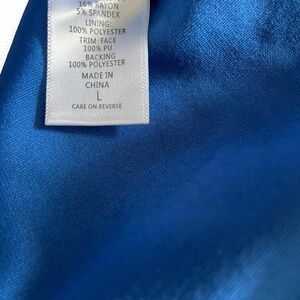 16% RAYON
5% SPANDEX
LINING:
100% POLYESTER
TRIM: FACE
100% PU
BACKING
100% POLYESTER
MADE IN
CHINA
L
CARE ON REVERSE